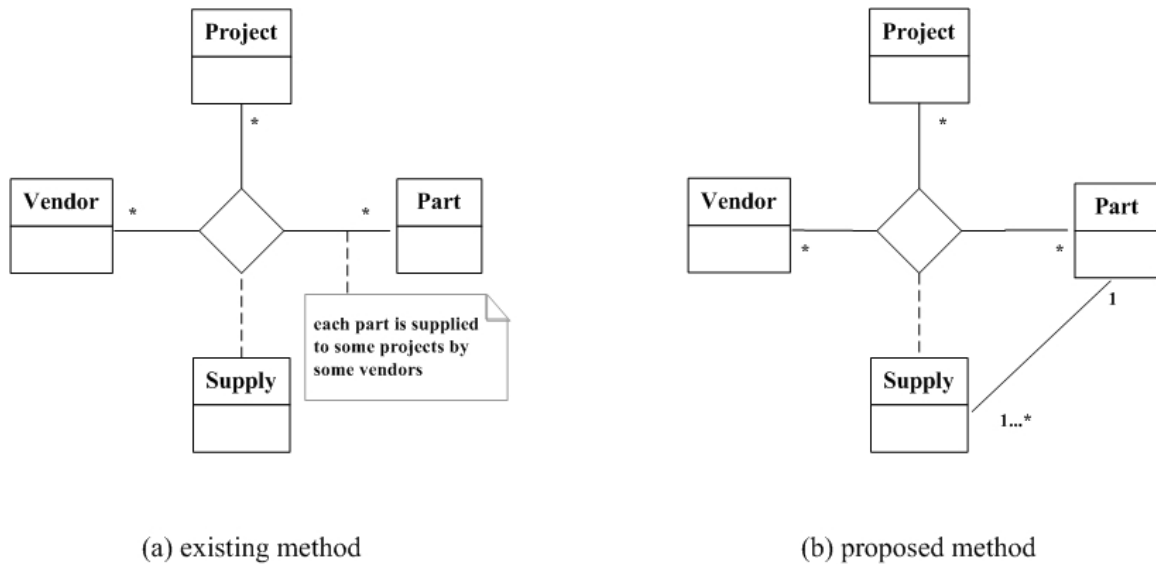 Project
*
Vendor
*
*
Part
each part is supplied
to some projects by
some vendors
Supply
(a) existing method
Project
*
Vendor
*
*
Part
1
Supply
1...*
(b) proposed method